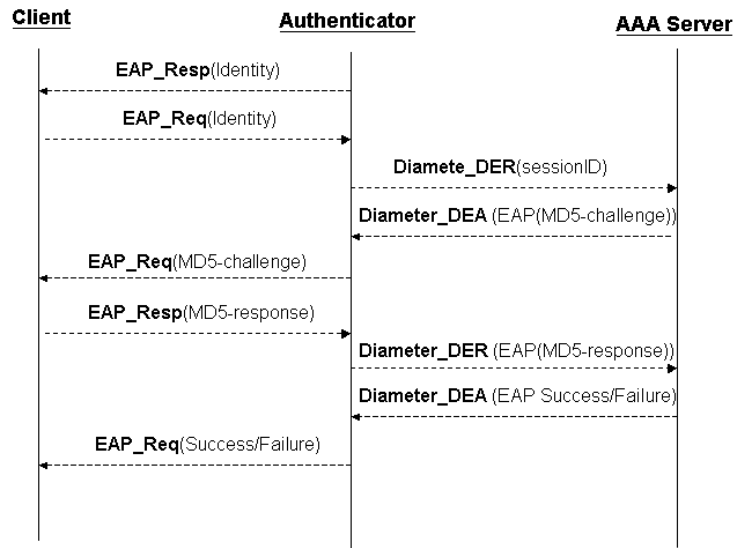 Client
Authenticator
AAA Server
EAP_Resp(Identity)
EAP_Req(Identity)
Diamete_DER(sessionID)
Diameter_DEA (EAP(MD5-challenge))
EAP_Req(MD5-challenge)
EAP_Resp(MD5-response)
Diameter_DER (EAP(MD5-response))
Diameter_DEA (EAP Success/Failure)
EAP_Req(Success/Failure)